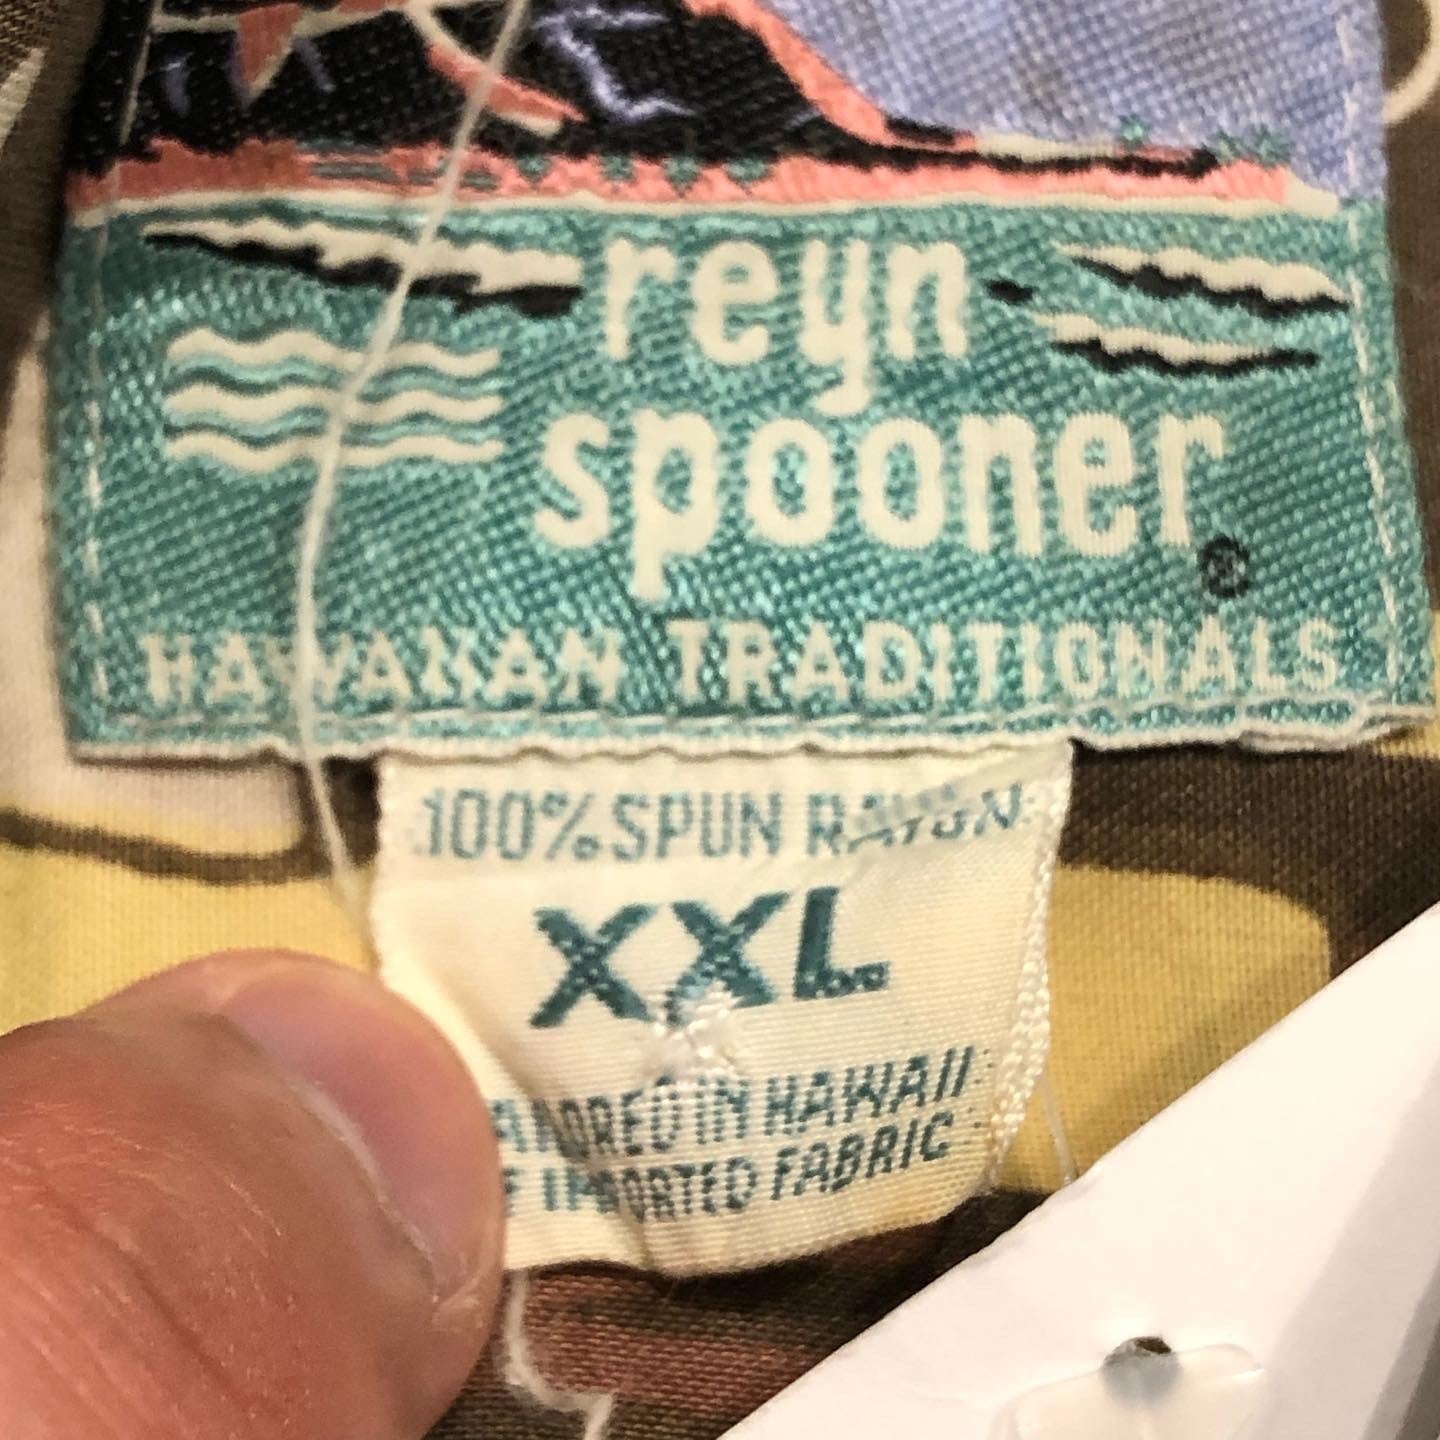 reyn
spooner®
HAWAIIAN TRADITIONALS
100% SPUN RAYON
XXL
TAILORED IN HAWAII
OF IMPORTED FABRIC